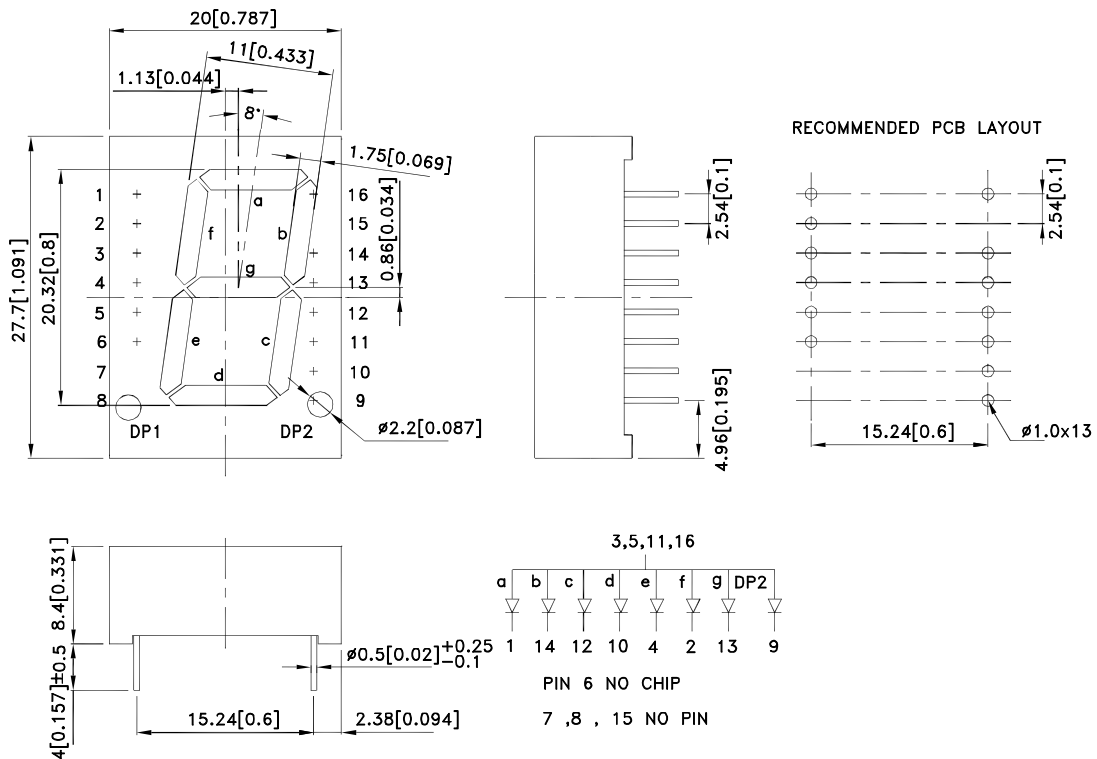 20[0.787]
11[0.433]
1.13[0.044]
8°
1.75[0.069]
0.86[0.034]
27.7[1.091]
20.32[0.8]
1
2
3
4
5
6
7
8
16
15
14
13
12
11
10
9
a
f
b
g
e
c
d
DP1
DP2
ø2.2[0.087]
2.54[0.1]
4.96[0.195]
RECOMMENDED PCB LAYOUT
2.54[0.1]
15.24[0.6]
ø1.0x13
8.4[0.331]
4[0.157]±0.5
ø0.5[0.02]+0.25
−0.1
15.24[0.6]
2.38[0.094]
3,5,11,16
a b c d e f g DP2
1 14 12 10 4 2 13 9
PIN 6 NO CHIP
7 ,8 , 15 NO PIN